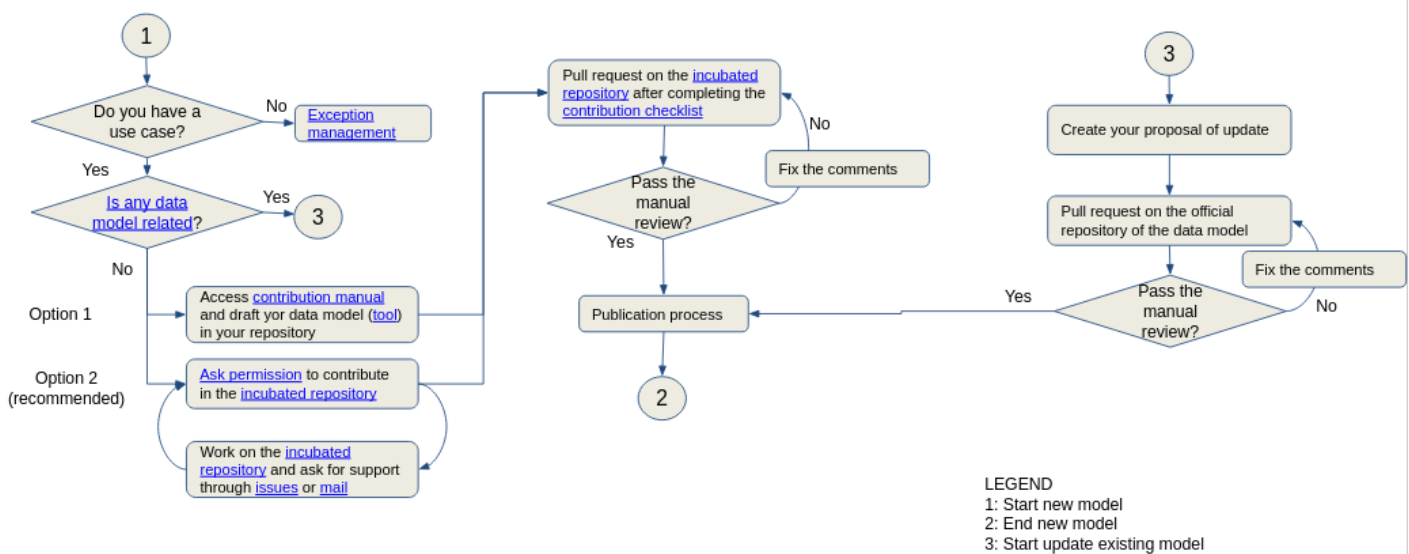 1
Do you have a
use case?
No
Exception
management
Yes
Is any data
model related?
Yes
3
No
Option 1
Access contribution manual
and draft yor data model (tool)
in your repository
Option 2
(recommended)
Ask permission to contribute
in the incubated repository
Work on the incubated
repository and ask for support
through issues or mail
Pull request on the incubated
repository after completing the
contribution checklist
No
Fix the comments
Pass the
manual
review?
Yes
Publication process
2
3
Create your proposal of update
Pull request on the official
repository of the data model
Fix the comments
No
Pass the
manual
review?
Yes
LEGEND
1: Start new model
2: End new model
3: Start update existing model